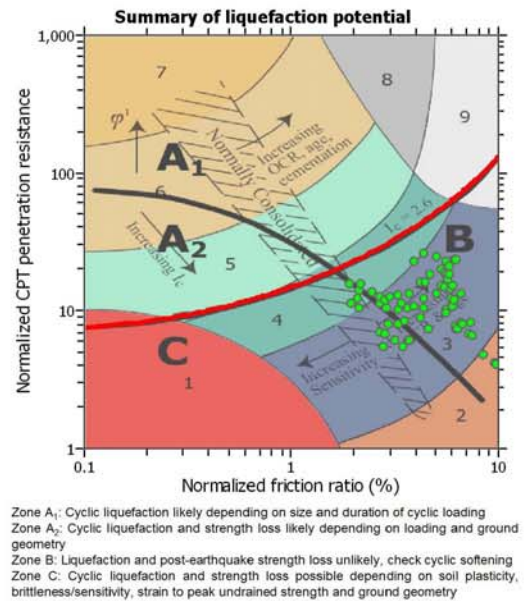 Summary of liquefaction potential
1,000
100
10
1
0.1
1
10
Normalized CPT penetration resistance
Normalized friction ratio (%)
7
8
9
φ'
A1
6
A2
5
4
C
1
B
3
2
Normally Consolidated
Increasing
OCR, age,
cementation
Increasing Ic
Ic = 2.6
Increasing
Sensitivity
Zone A1: Cyclic liquefaction likely depending on size and duration of cyclic loading
Zone A2: Cyclic liquefaction and strength loss likely depending on loading and ground
geometry
Zone B: Liquefaction and post-earthquake strength loss unlikely, check cyclic softening
Zone C: Cyclic liquefaction and strength loss possible depending on soil plasticity,
brittleness/sensitivity, strain to peak undrained strength and ground geometry